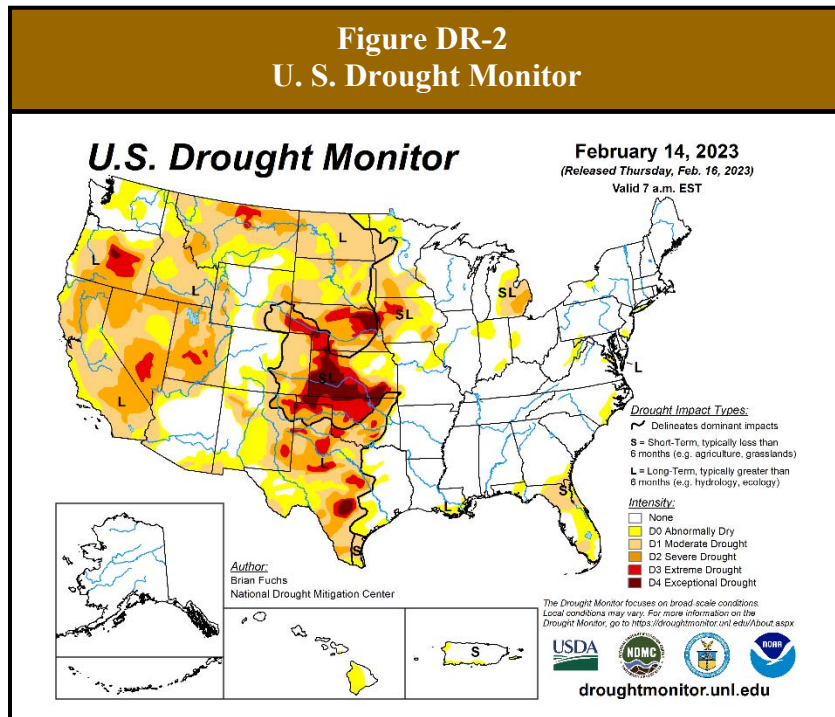 Figure DR-2
U. S. Drought Monitor
U.S. Drought Monitor
February 14, 2023
(Released Thursday, Feb. 16, 2023)
Valid 7 a.m. EST
L
L
L
L
SL
SL
SL
L
L
L
SL
S
S
Drought Impact Types:
Delineates dominant impacts
S = Short-Term, typically less than
6 months (e.g. agriculture, grasslands)
L = Long-Term, typically greater than
6 months (e.g. hydrology, ecology)
Intensity:
None
D0 Abnormally Dry
D1 Moderate Drought
D2 Severe Drought
D3 Extreme Drought
D4 Exceptional Drought
Author:
Brian Fuchs
National Drought Mitigation Center
The Drought Monitor focuses on broad-scale conditions.
Local conditions may vary. For more information on the
Drought Monitor, go to https://droughtmonitor.unl.edu/About.aspx
USDA
NDMC
NOAA
droughtmonitor.unl.edu